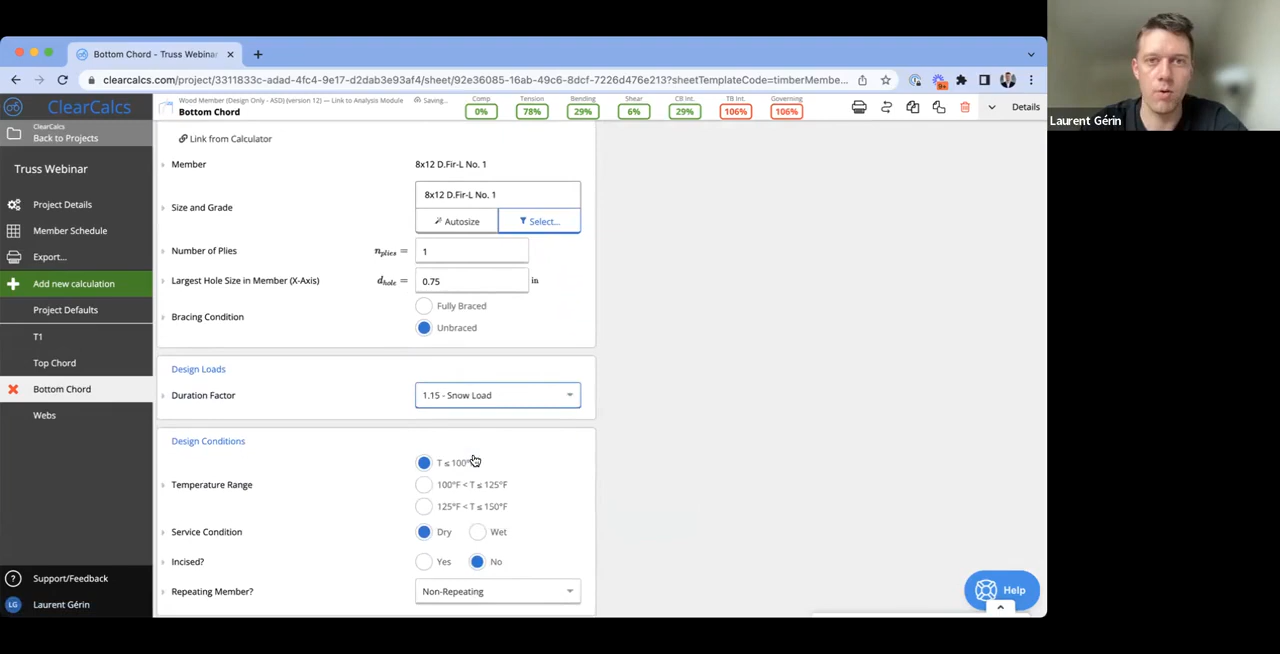 Bottom Chord - Truss Webinar
clearcalcs.com/project/3311833c-adad-4fc4-9e17-d2dab3e93af4/sheet/92e36085-16ab-49c6-8dcf-7226d476e213?sheetTemplateCode=timberMembe...
9+
ClearCalcs
ClearCalcs
Back to Projects
Truss Webinar
Project Details
Member Schedule
Export...
Add new calculation
Project Defaults
T1
Top Chord
Bottom Chord
Webs
Support/Feedback
LG Laurent Gérin
Wood Member (Design Only - ASD) (version 12) — Link to Analysis Module Saving...
Bottom Chord
Comp Tension Bending Shear CB Int. TB Int. Governing
0% 78% 29% 6% 29% 106% 106%
Details
Link from Calculator
Member 8x12 D.Fir-L No. 1
Size and Grade 8x12 D.Fir-L No. 1
Autosize Select...
Number of Plies nplies = 1
Largest Hole Size in Member (X-Axis) dhole = 0.75 in
Bracing Condition Fully Braced
Unbraced
Design Loads
Duration Factor 1.15 - Snow Load
Design Conditions
Temperature Range T ≤ 100°
100°F < T ≤ 125°F
125°F < T ≤ 150°F
Service Condition Dry Wet
Incised? Yes No
Repeating Member? Non-Repeating
Help
Laurent Gérin